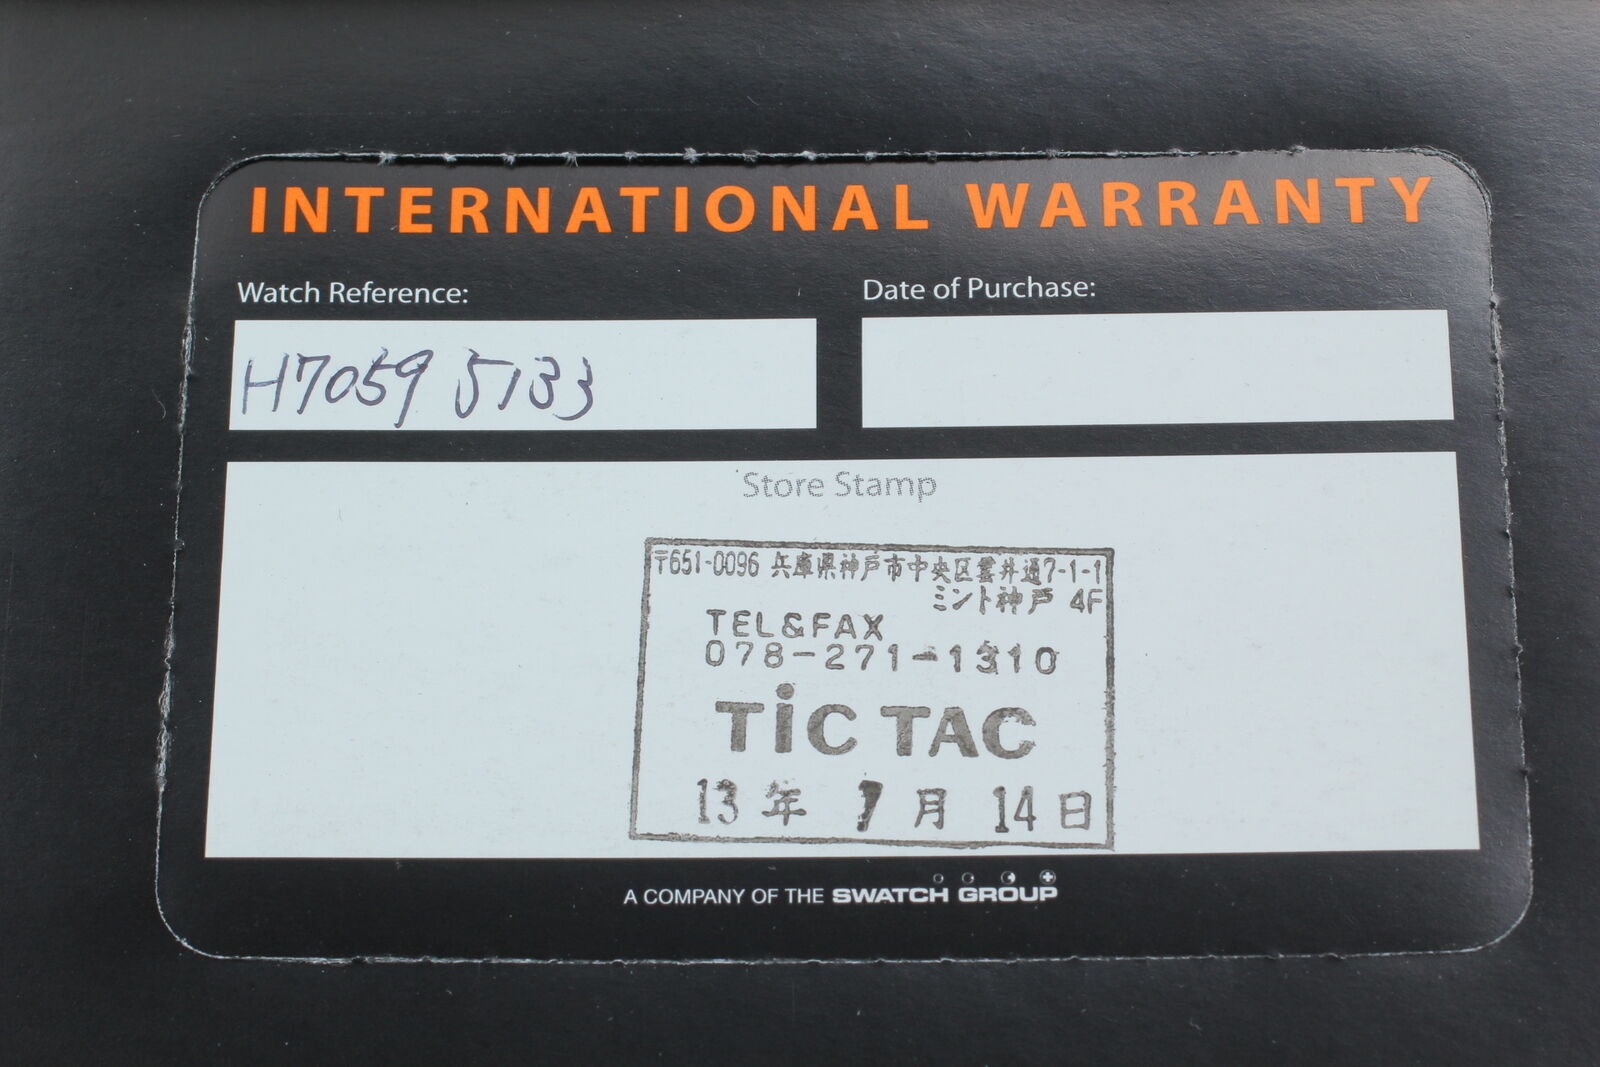 INTERNATIONAL WARRANTY
Watch Reference:
H7059 5133
Date of Purchase:
Store Stamp
〒651-0096 兵庫県神戸市中央区雲井通7-1-1
ミント神戸 4F
TEL&FAX
078-271-1310
TiC TAC
13年 7月 14日
A COMPANY OF THE SWATCH GROUP